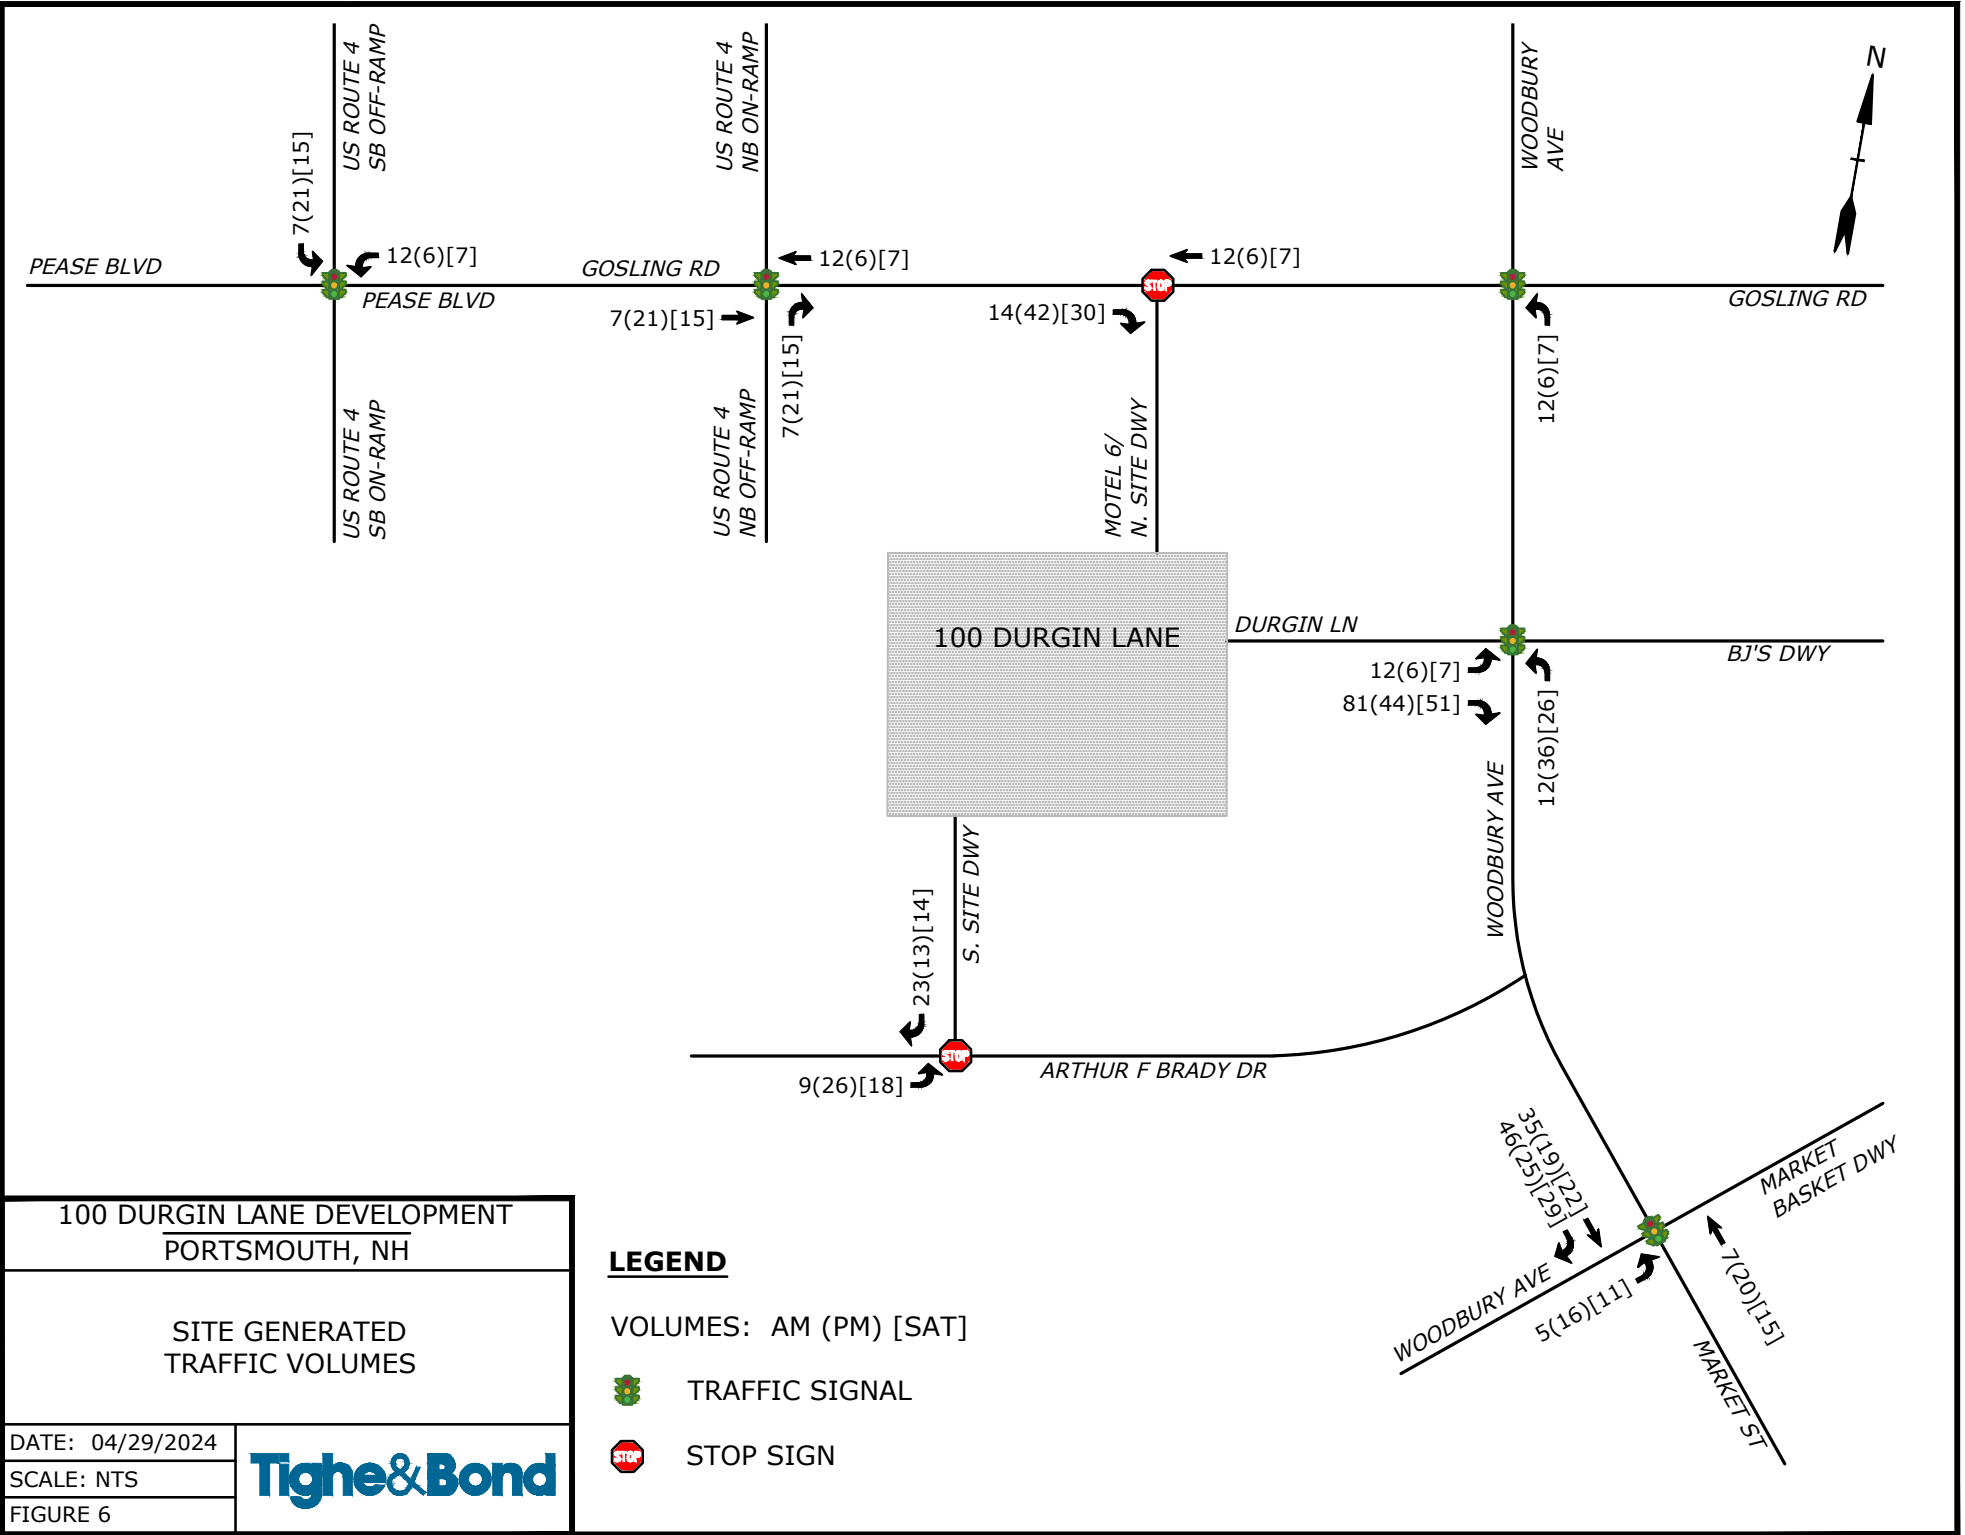 US ROUTE 4
SB OFF-RAMP
US ROUTE 4
NB ON-RAMP
WOODBURY
AVE
N
7(21)[15]
12(6)[7]
12(6)[7]
12(6)[7]
PEASE BLVD
PEASE BLVD
GOSLING RD
GOSLING RD
STOP
7(21)[15]
7(21)[15]
14(42)[30]
12(6)[7]
US ROUTE 4
SB ON-RAMP
US ROUTE 4
NB OFF-RAMP
MOTEL 6/
N. SITE DWY
100 DURGIN LANE
DURGIN LN
BJ'S DWY
12(6)[7]
81(44)[51]
12(36)[26]
WOODBURY AVE
S. SITE DWY
23(13)[14]
STOP
9(26)[18]
ARTHUR F BRADY DR
35(19)[22]
46(25)[29]
MARKET
BASKET DWY
WOODBURY AVE
5(16)[11]
7(20)[15]
MARKET ST
100 DURGIN LANE DEVELOPMENT
PORTSMOUTH, NH
SITE GENERATED
TRAFFIC VOLUMES
DATE: 04/29/2024
SCALE: NTS
FIGURE 6
Tighe&Bond
LEGEND
VOLUMES: AM (PM) [SAT]
TRAFFIC SIGNAL
STOP
STOP SIGN